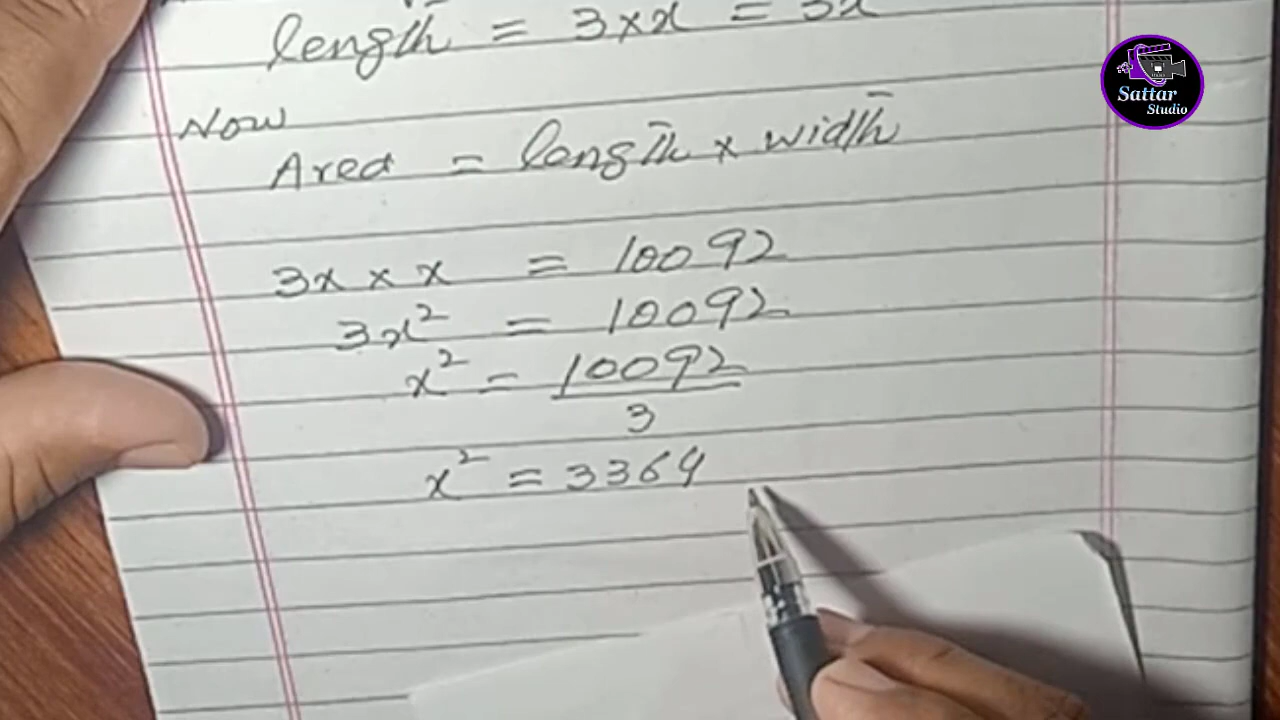 length = 3×x = 3x
Now
Area = length × width
3x × x = 10092
3x² = 10092
x² = 10092
3
x² = 3364
Sattar
Studio